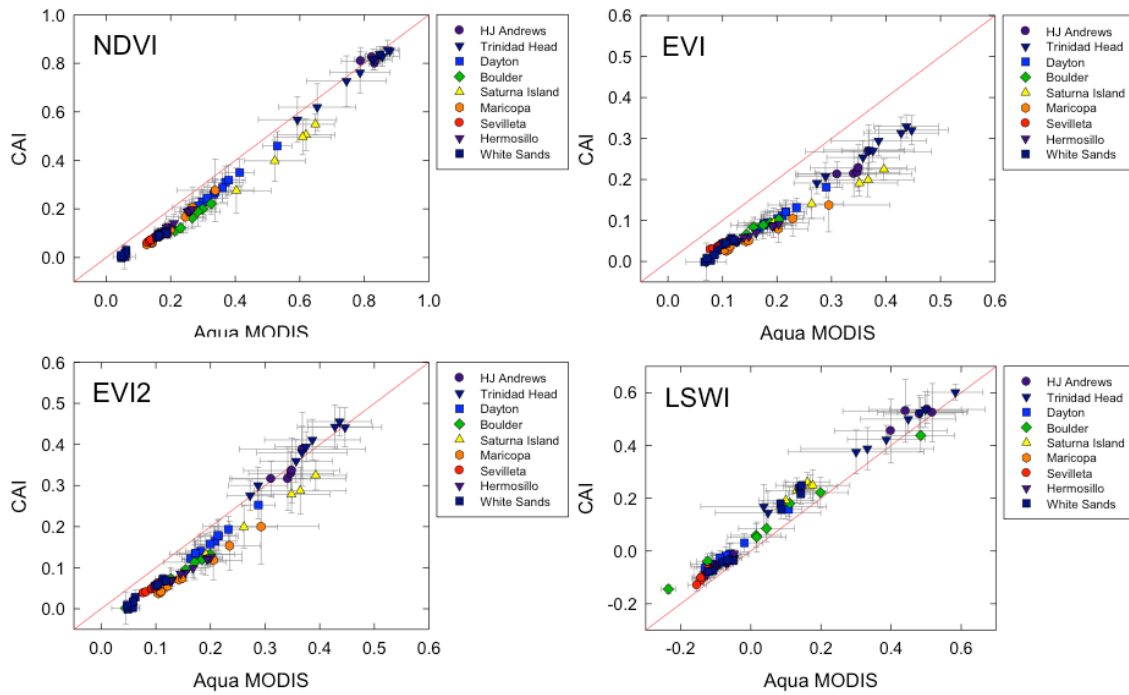 NDVI
1.0
0.8
0.6
0.4
0.2
0.0
CAI
0.0 0.2 0.4 0.6 0.8 1.0
Aqua MODIS
HJ Andrews
Trinidad Head
Dayton
Boulder
Saturna Island
Maricopa
Sevilleta
Hermosillo
White Sands
EVI
0.6
0.5
0.4
0.3
0.2
0.1
0.0
CAI
0.0 0.1 0.2 0.3 0.4 0.5 0.6
Aqua MODIS
HJ Andrews
Trinidad Head
Dayton
Boulder
Saturna Island
Maricopa
Sevilleta
Hermosillo
White Sands
EVI2
0.6
0.5
0.4
0.3
0.2
0.1
0.0
CAI
0.0 0.1 0.2 0.3 0.4 0.5 0.6
Aqua MODIS
HJ Andrews
Trinidad Head
Dayton
Boulder
Saturna Island
Maricopa
Sevilleta
Hermosillo
White Sands
LSWI
0.6
0.4
0.2
-0.0
-0.2
CAI
-0.2 0.0 0.2 0.4 0.6
Aqua MODIS
HJ Andrews
Trinidad Head
Dayton
Boulder
Saturna Island
Maricopa
Sevilleta
Hermosillo
White Sands